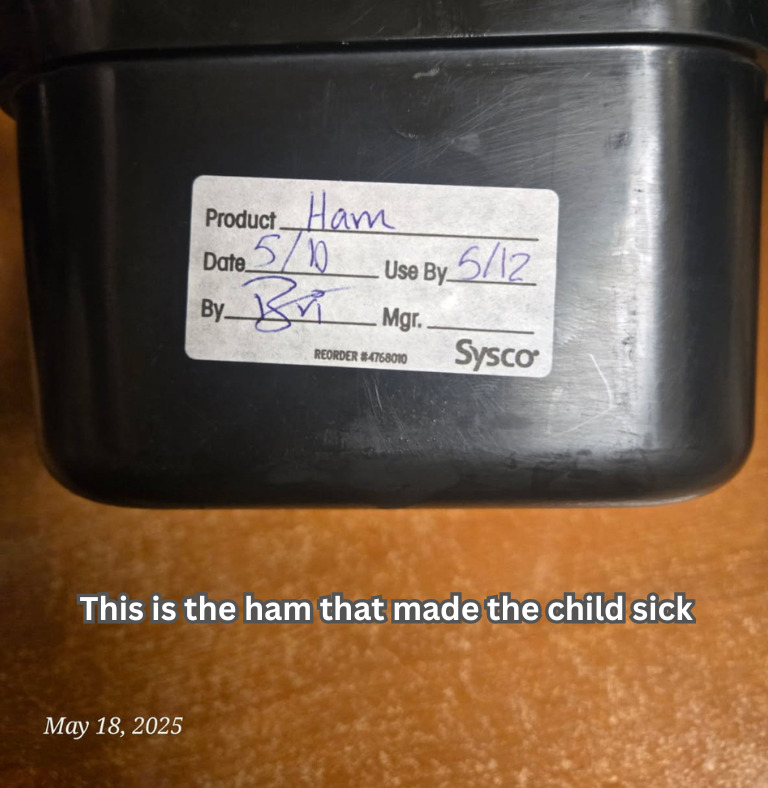 Product Ham
Date 5/10 Use By 5/12
By Bri Mgr.
REORDER #4768010 Sysco
This is the ham that made the child sick
May 18, 2025